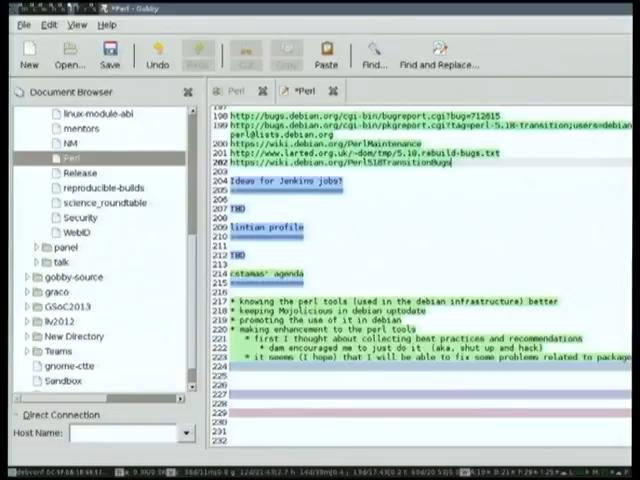 *Perl - Gobby
File Edit View Help
New Open... Save Undo Redo Cut Copy Paste Find... Find and Replace...
Document Browser
Perl
*Perl
linux-module-abi
mentors
NM
Perl
Release
reproducible-builds
science_roundtable
Security
WebID
panel
talk
gobby-source
graco
GSoC2013
llv2012
New Directory
Teams
gnome-ctte
Sandbox
Direct Connection
Host Name:
197
198 http://bugs.debian.org/cgi-bin/bugreport.cgi?bug=712615
199 http://bugs.debian.org/cgi-bin/pkgreport.cgi?tag=perl-5.18-transition;users=debian
perl@lists.debian.org
200 https://wiki.debian.org/PerlMaintenance
201 http://www.larted.org.uk/~dom/tmp/5.18.rebuild-bugs.txt
202 https://wiki.debian.org/Perl518TransitionBugs
203
204 Ideas for Jenkins jobs?
205 ====================
206
207 TBD
208
209 lintian profile
210 =============
211
212 TBD
213
214 cstamas' agenda
215 =============
216
217 * knowing the perl tools (used in the debian infrastructure) better
218 * keeping Mojolicious in debian uptodate
219 * promoting the use of it in debian
220 * making enhancement to the perl tools
221 * first I thought about collecting best practices and recommendations
222 * dam encouraged me to just do it (aka, shut up and hack)
223 * it seems (I hope) that I will be able to fix some problems related to package
224
225
226
227
228
229
230
231
232